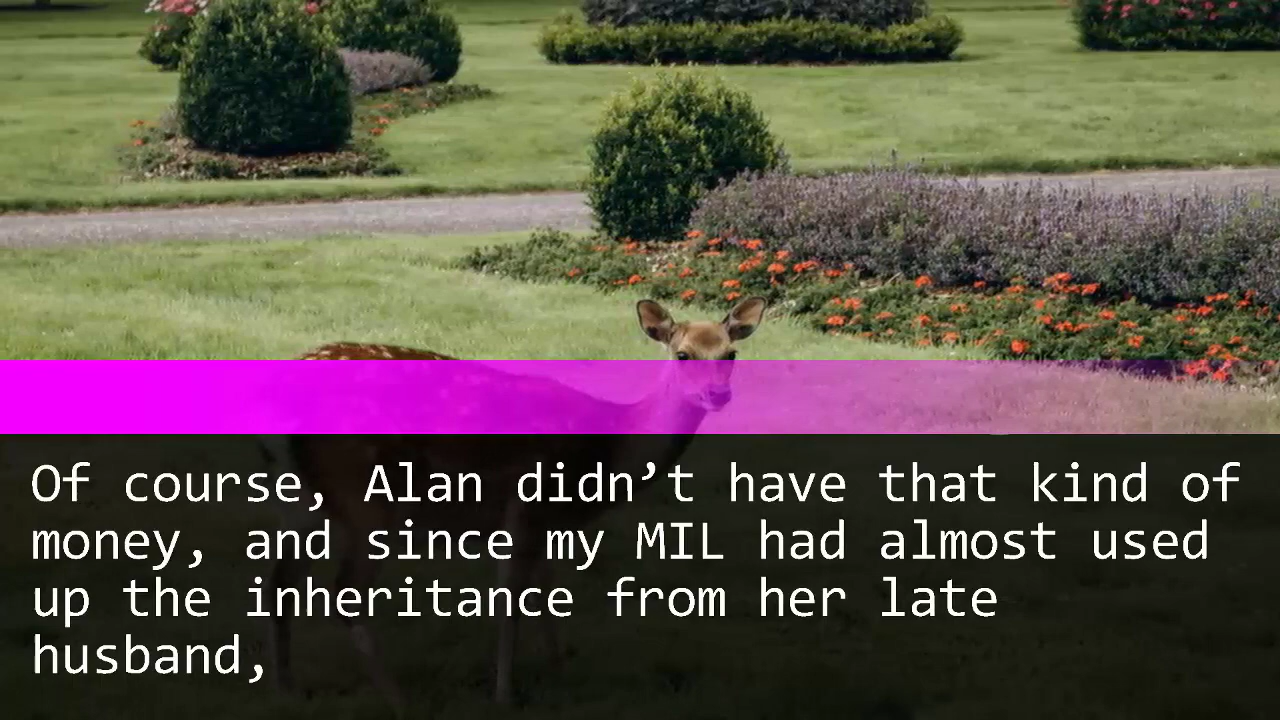 Of course, Alan didn’t have that kind of
money, and since my MIL had almost used
up the inheritance from her late
husband,